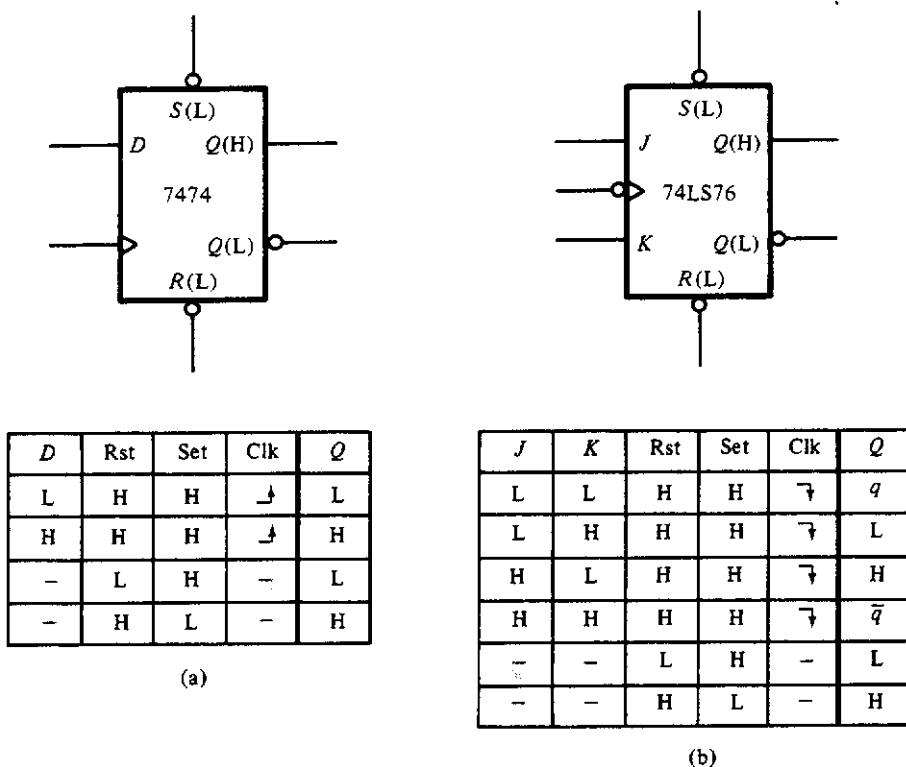 S(L)
D Q(H)
7474
Q(L)
R(L)
S(L)
J Q(H)
74LS76
K Q(L)
R(L)
D Rst Set Clk Q
L H H L
H H H H
– L H – L
– H L – H
(a)
J K Rst Set Clk Q
L L H H q
L H H H L
H L H H H
H H H H q̄
– – L H – L
– – H L – H
(b)